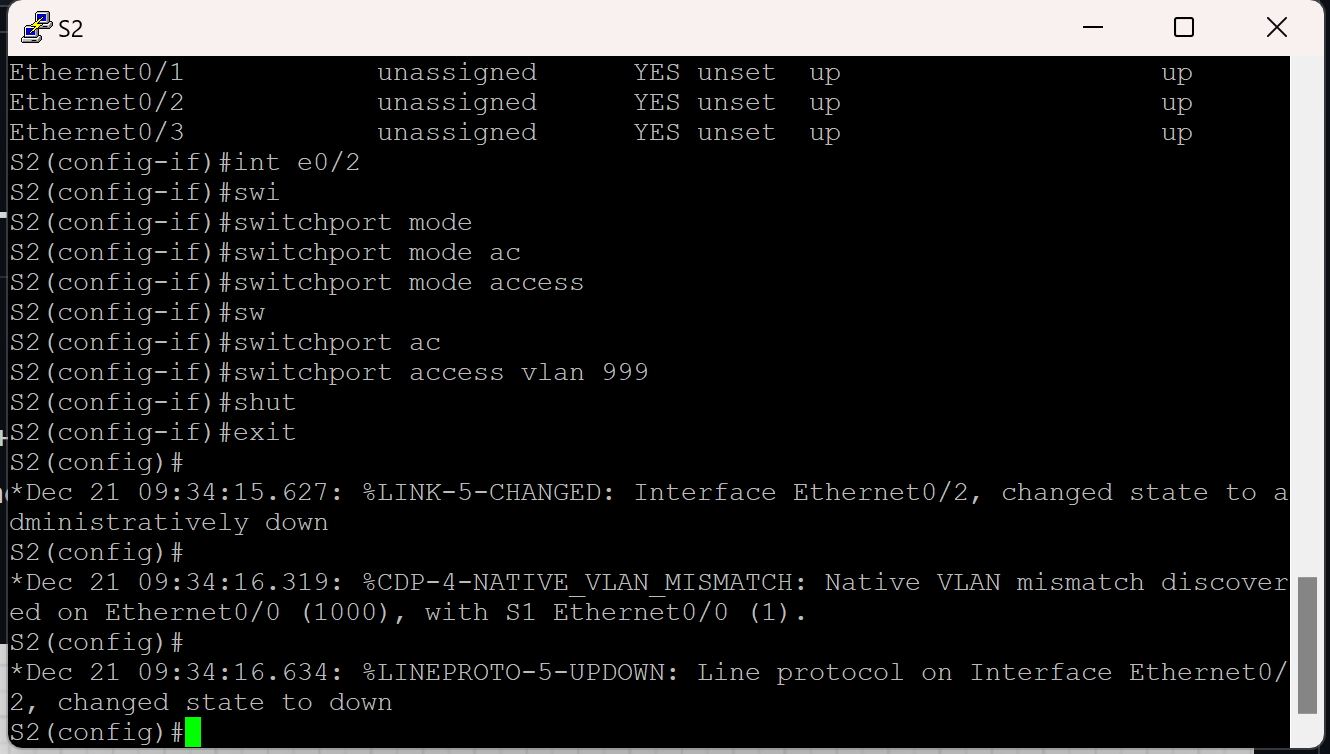 S2
Ethernet0/1            unassigned      YES unset  up                    up
Ethernet0/2            unassigned      YES unset  up                    up
Ethernet0/3            unassigned      YES unset  up                    up
S2(config-if)#int e0/2
S2(config-if)#swi
S2(config-if)#switchport mode
S2(config-if)#switchport mode ac
S2(config-if)#switchport mode access
S2(config-if)#sw
S2(config-if)#switchport ac
S2(config-if)#switchport access vlan 999
S2(config-if)#shut
S2(config-if)#exit
S2(config)#
*Dec 21 09:34:15.627: %LINK-5-CHANGED: Interface Ethernet0/2, changed state to a
dministratively down
S2(config)#
*Dec 21 09:34:16.319: %CDP-4-NATIVE_VLAN_MISMATCH: Native VLAN mismatch discover
ed on Ethernet0/0 (1000), with S1 Ethernet0/0 (1).
S2(config)#
*Dec 21 09:34:16.634: %LINEPROTO-5-UPDOWN: Line protocol on Interface Ethernet0/
2, changed state to down
S2(config)#